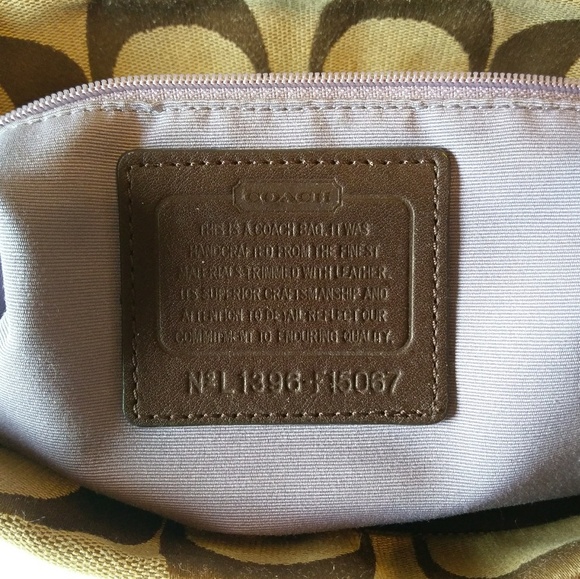 COACH
THIS IS A COACH BAG. IT WAS
HANDCRAFTED FROM THE FINEST
MATERIALS TRIMMED WITH LEATHER.
ITS SUPERIOR CRAFTSMANSHIP AND
ATTENTION TO DETAIL REFLECT OUR
COMMITMENT TO ENDURING QUALITY.
Nº L1396-F15067